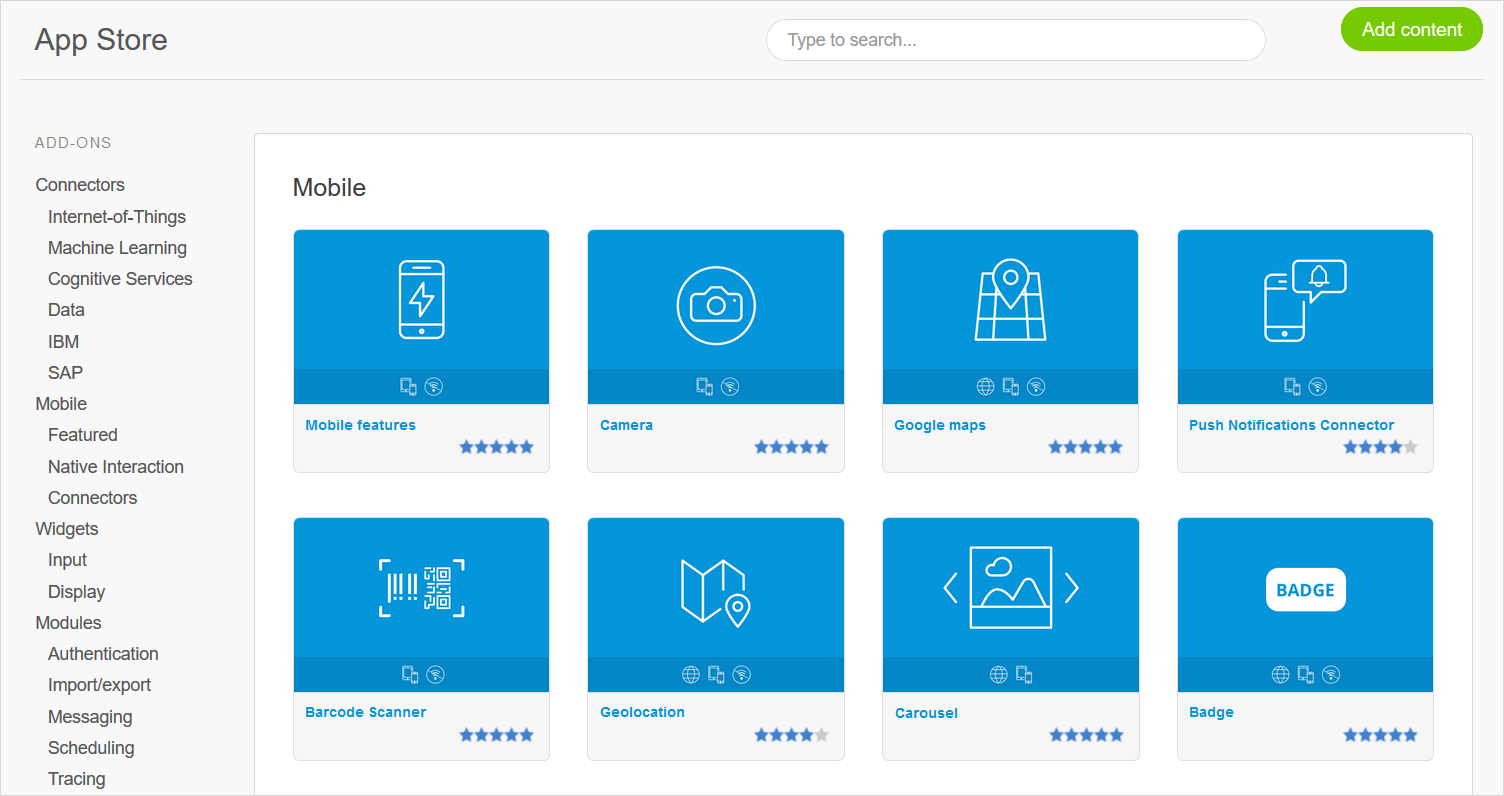 App Store
Type to search...
Add content
ADD-ONS
Connectors
Internet-of-Things
Machine Learning
Cognitive Services
Data
IBM
SAP
Mobile
Featured
Native Interaction
Connectors
Widgets
Input
Display
Modules
Authentication
Import/export
Messaging
Scheduling
Tracing
Mobile
Mobile features
Camera
Google maps
Push Notifications Connector
BADGE
Barcode Scanner
Geolocation
Carousel
Badge